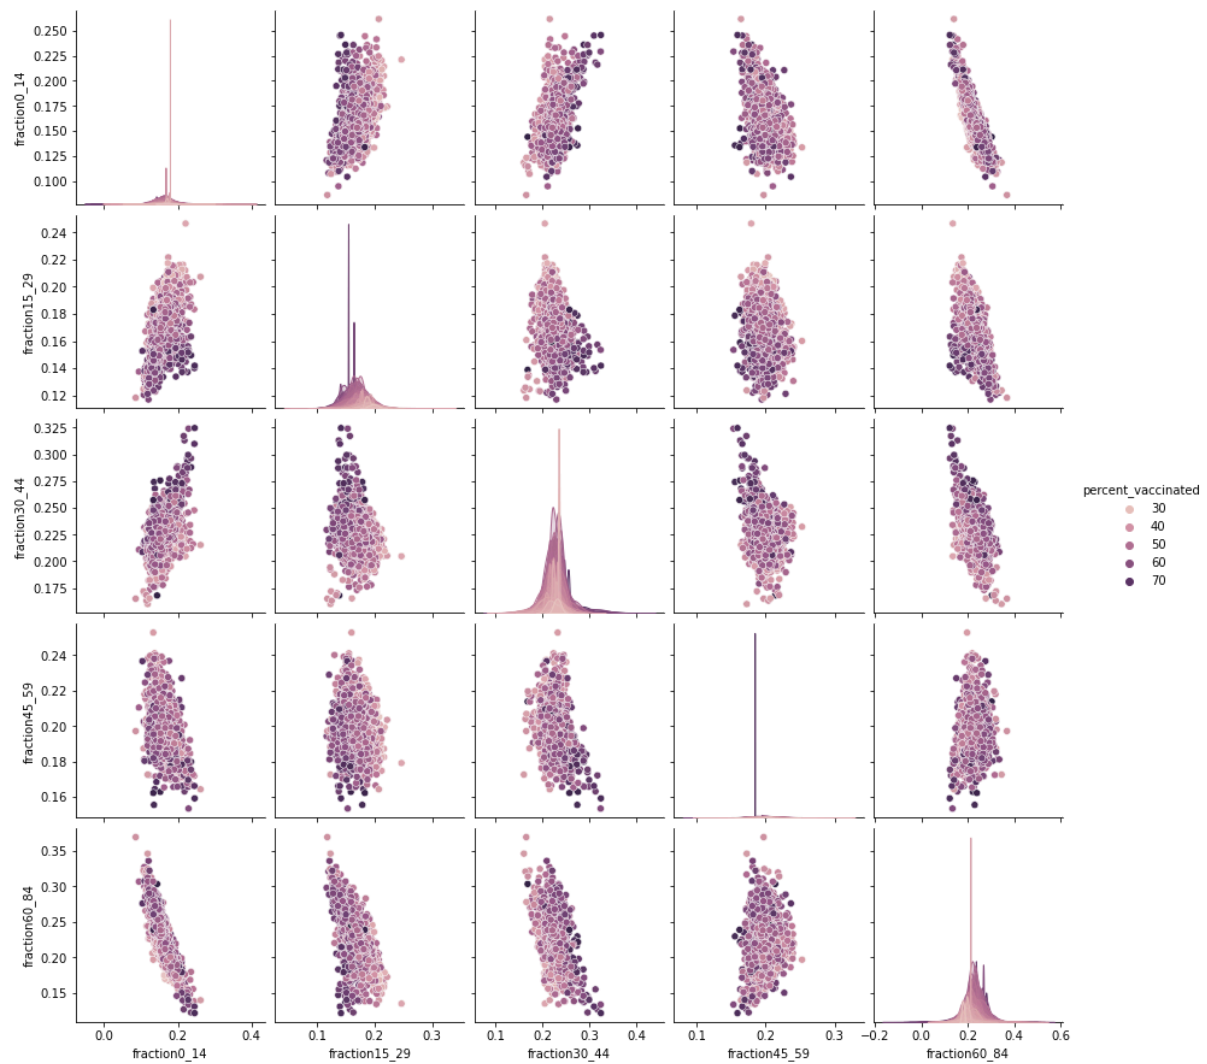 0.250
0.225
0.200
0.175
0.150
0.125
0.100
fraction0_14
0.24
0.22
0.20
0.18
0.16
0.14
0.12
fraction15_29
0.325
0.300
0.275
0.250
0.225
0.200
0.175
fraction30_44
percent_vaccinated
30
40
50
60
70
0.24
0.22
0.20
0.18
0.16
fraction45_59
0.35
0.30
0.25
0.20
0.15
fraction60_84
0.0 0.2 0.4
0.1 0.2 0.3
0.1 0.2 0.3 0.4
0.1 0.2 0.3
−0.2 0.0 0.2 0.4 0.6
fraction0_14
fraction15_29
fraction30_44
fraction45_59
fraction60_84